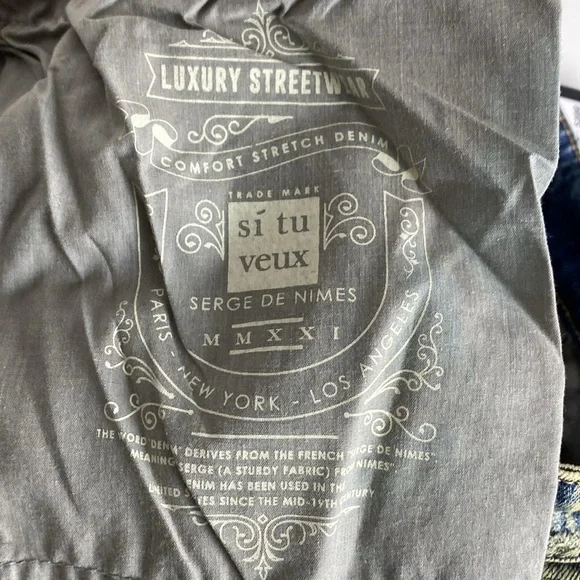 LUXURY STREETWEAR
COMFORT STRETCH DENIM
TRADE MARK
sí tu
veux
SERGE DE NIMES
MMXXI
PARIS - NEW YORK - LOS ANGELES
THE WORD "DENIM" DERIVES FROM THE FRENCH "SERGE DE NIMES"
MEANING "SERGE (A STURDY FABRIC) FROM NIMES"
DENIM HAS BEEN USED IN THE
UNITED STATES SINCE THE MID-19TH CENTURY